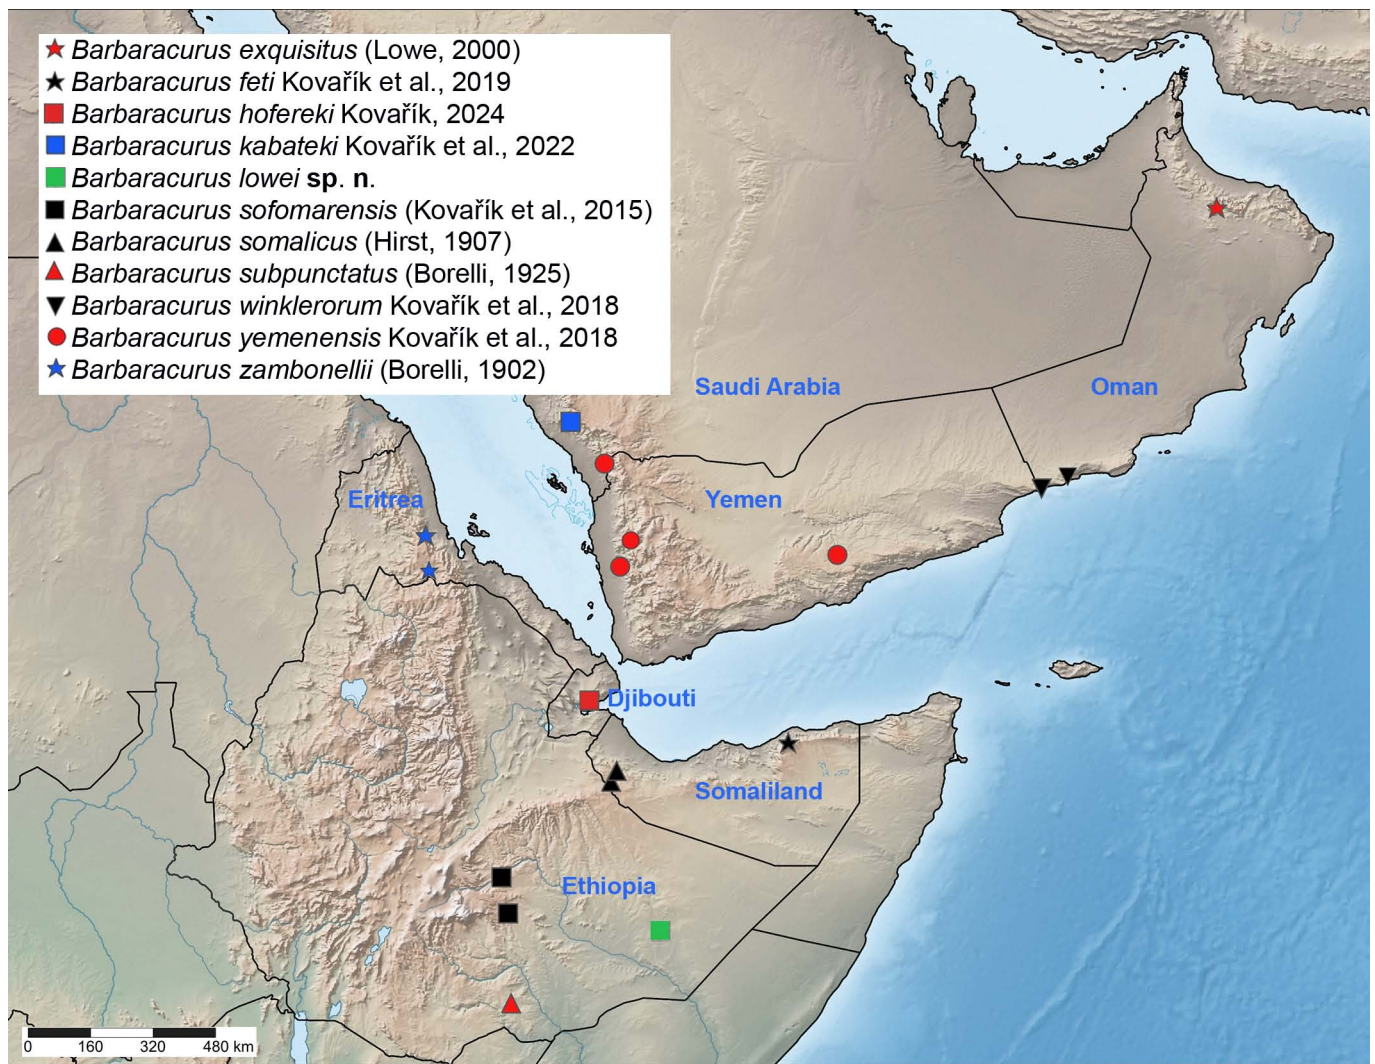 Barbaracurus exquisitus (Lowe, 2000)
Barbaracurus feti Kovařík et al., 2019
Barbaracurus hofereki Kovařík, 2024
Barbaracurus kabateki Kovařík et al., 2022
Barbaracurus lowei sp. n.
Barbaracurus sofomarensis (Kovařík et al., 2015)
Barbaracurus somalicus (Hirst, 1907)
Barbaracurus subpunctatus (Borelli, 1925)
Barbaracurus winklerorum Kovařík et al., 2018
Barbaracurus yemenensis Kovařík et al., 2018
Barbaracurus zambonellii (Borelli, 1902)
Saudi Arabia
Oman
Eritrea
Yemen
Djibouti
Somaliland
Ethiopia
0 160 320 480 km